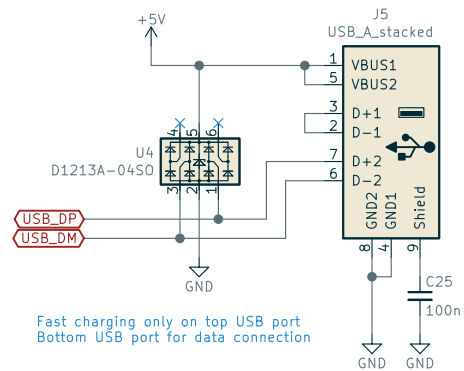 +5V
J5
USB_A_stacked
1 VBUS1
5 VBUS2
3 D+1
2 D-1
7 D+2
6 D-2
4 5 6
U4
D1213A-04SO
3 2 1
USB_DP
USB_DM
GND2 GND1 Shield
8 4 9
GND
C25
100n
Fast charging only on top USB port
Bottom USB port for data connection
GND GND